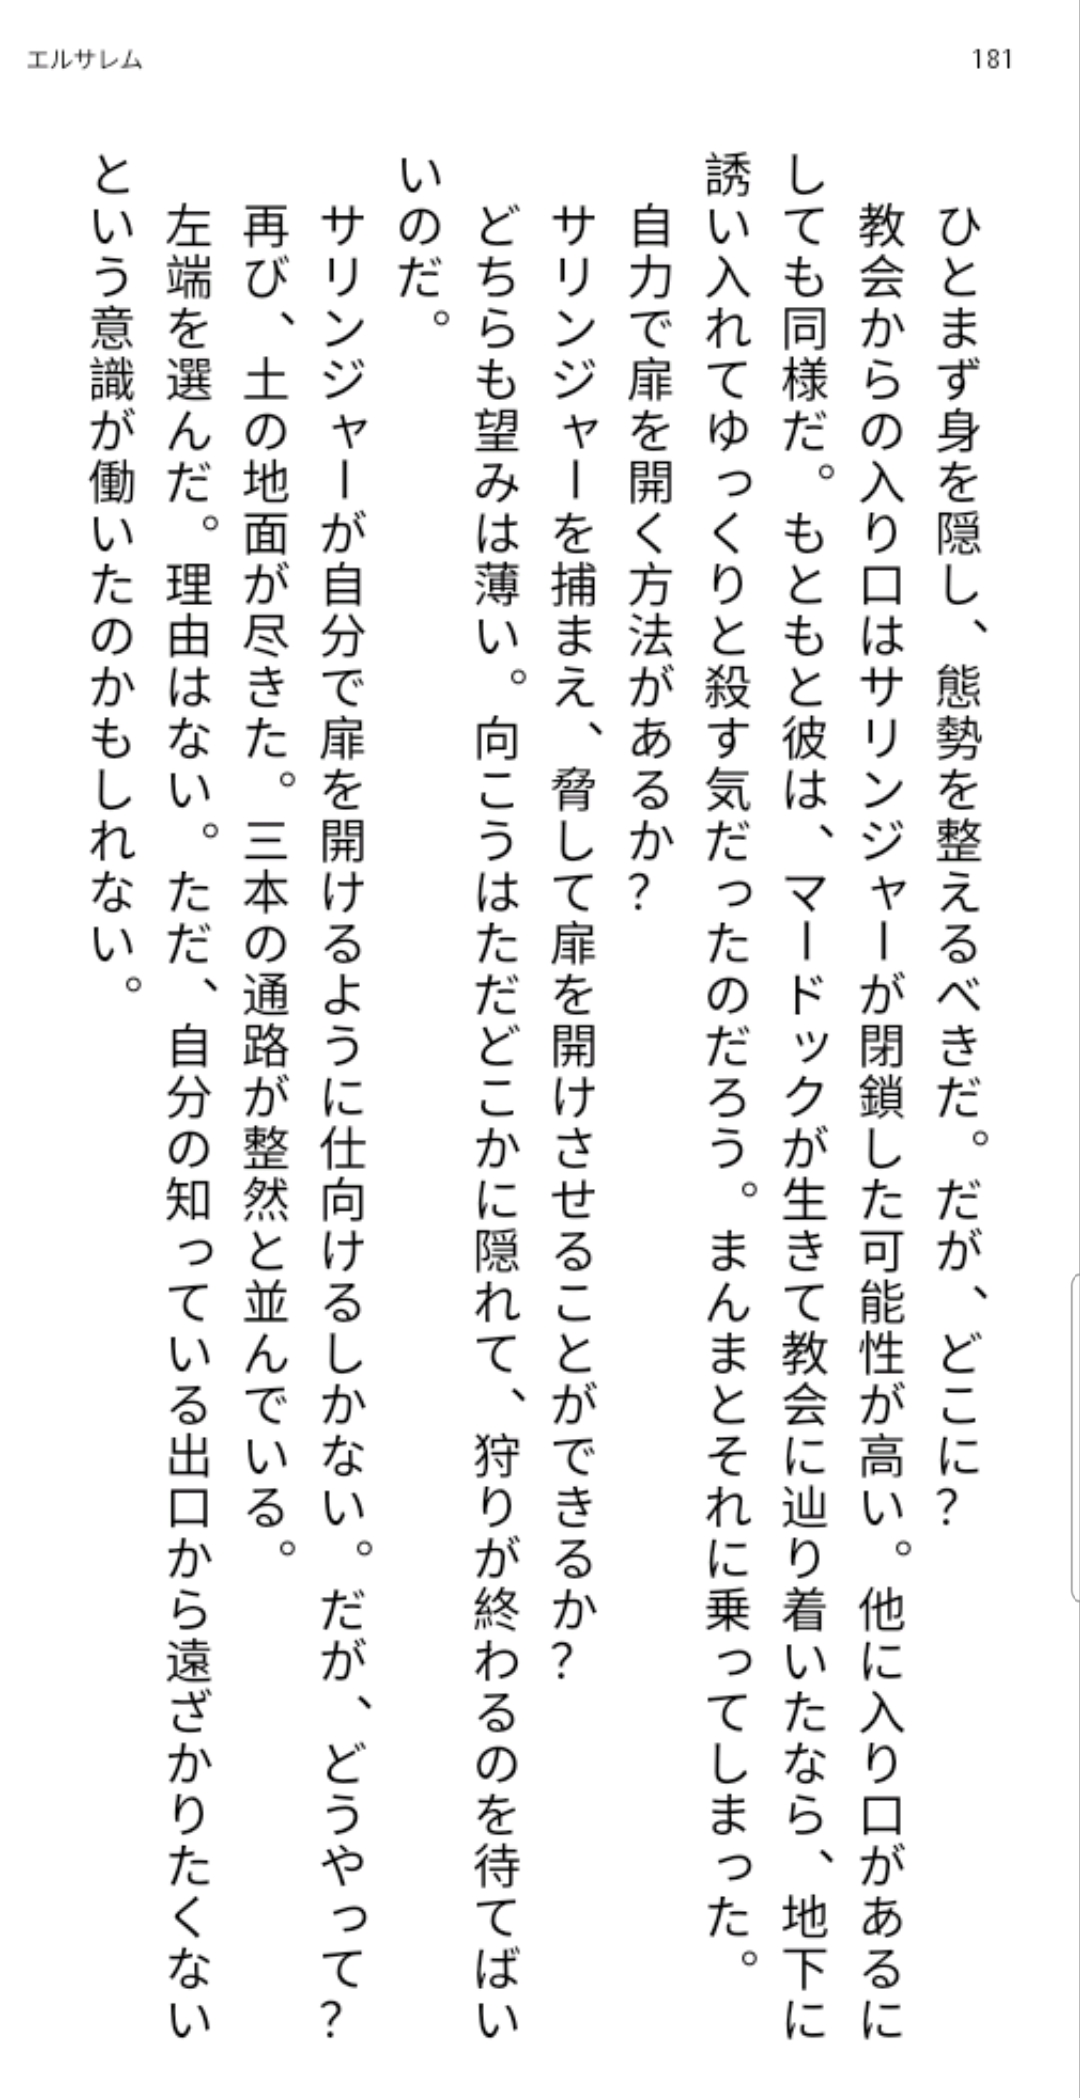 エルサレム
181
ひとまず身を隠し、態勢を整えるべきだ。だが、どこに?
教会からの入り口はサリンジャーが閉鎖した可能性が高い。他に入り口があるに
しても同様だ。もともと彼は、マードックが生きて教会に辿り着いたなら、地下に
誘い入れてゆっくりと殺す気だったのだろう。まんまとそれに乗ってしまった。
自力で扉を開く方法があるか?
サリンジャーを捕まえ、脅して扉を開けさせることができるか?
どちらも望みは薄い。向こうはただどこかに隠れて、狩りが終わるのを待てばい
いのだ。
サリンジャーが自分で扉を開けるように仕向けるしかない。だが、どうやって?
再び、土の地面が尽きた。三本の通路が整然と並んでいる。
左端を選んだ。理由はない。ただ、自分の知っている出口から遠ざかりたくない
という意識が働いたのかもしれない。